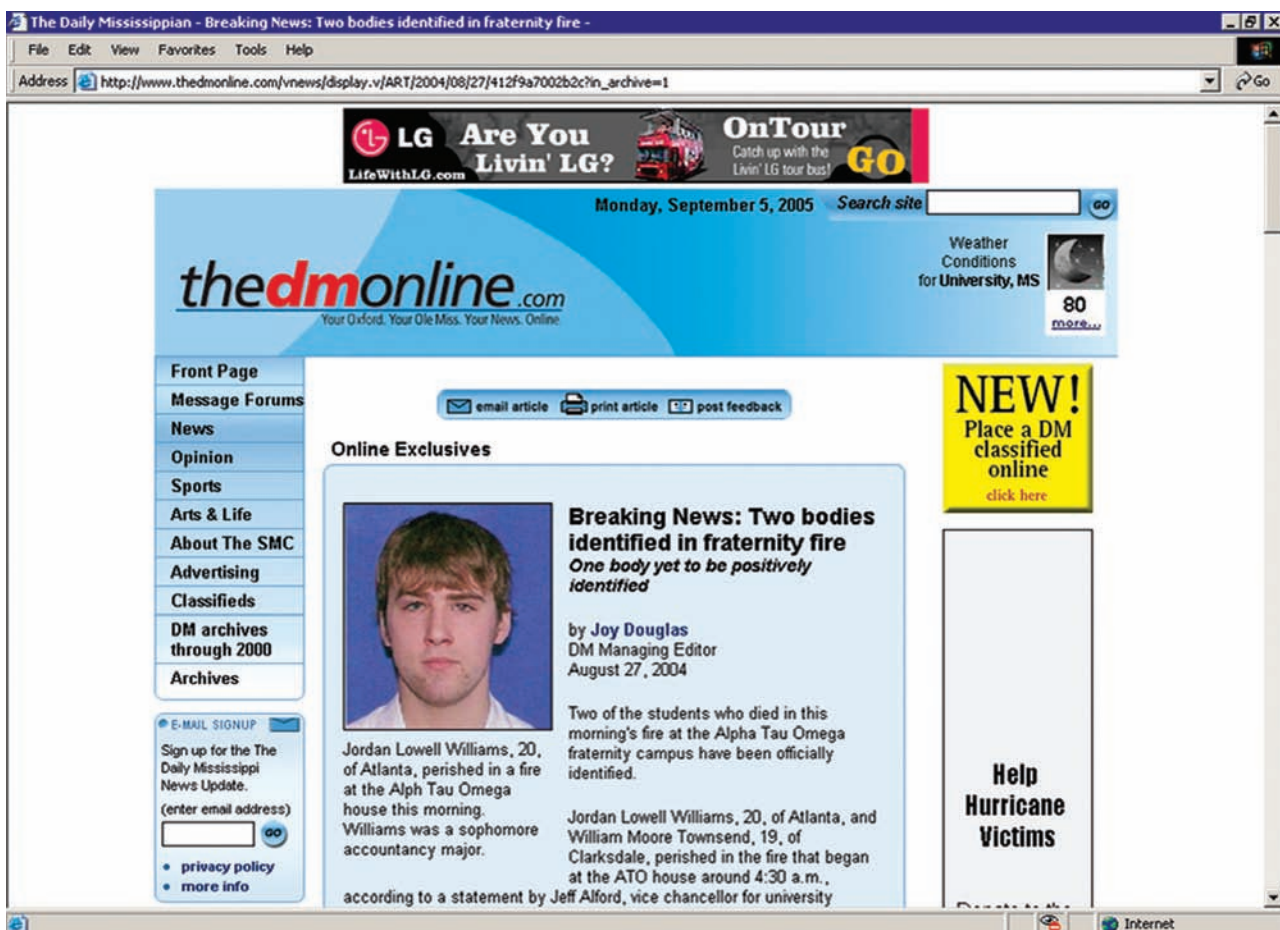 The Daily Mississippian - Breaking News: Two bodies identified in fraternity fire -
File Edit View Favorites Tools Help
Address http://www.thedmonline.com/vnews/display.v/ART/2004/08/27/412f9a7002b2c?in_archive=1 Go
LG Are You OnTour
Livin' LG? Catch up with the GO
LifeWithLG.com Livin' LG tour bus!
Monday, September 5, 2005 Search site GO
Weather
Conditions
for University, MS
80
more...
thedmonline.com
Your Oxford. Your Ole Miss. Your News. Online.
Front Page
Message Forums
News
Opinion
Sports
Arts & Life
About The SMC
Advertising
Classifieds
DM archives
through 2000
Archives
E-MAIL SIGNUP
Sign up for the The
Daily Mississippi
News Update.
(enter email address)
GO
privacy policy
more info
email article print article post feedback
Online Exclusives
Breaking News: Two bodies
identified in fraternity fire
One body yet to be positively
identified
by Joy Douglas
DM Managing Editor
August 27, 2004
Two of the students who died in this
morning's fire at the Alpha Tau Omega
fraternity campus have been officially
identified.
Jordan Lowell Williams, 20, of Atlanta, and
William Moore Townsend, 19, of
Clarksdale, perished in the fire that began
at the ATO house around 4:30 a.m.,
according to a statement by Jeff Alford, vice chancellor for university
Jordan Lowell Williams, 20,
of Atlanta, perished in a fire
at the Alph Tau Omega
house this morning.
Williams was a sophomore
accountancy major.
NEW!
Place a DM
classified
online
click here
Help
Hurricane
Victims
Donate to the
Internet